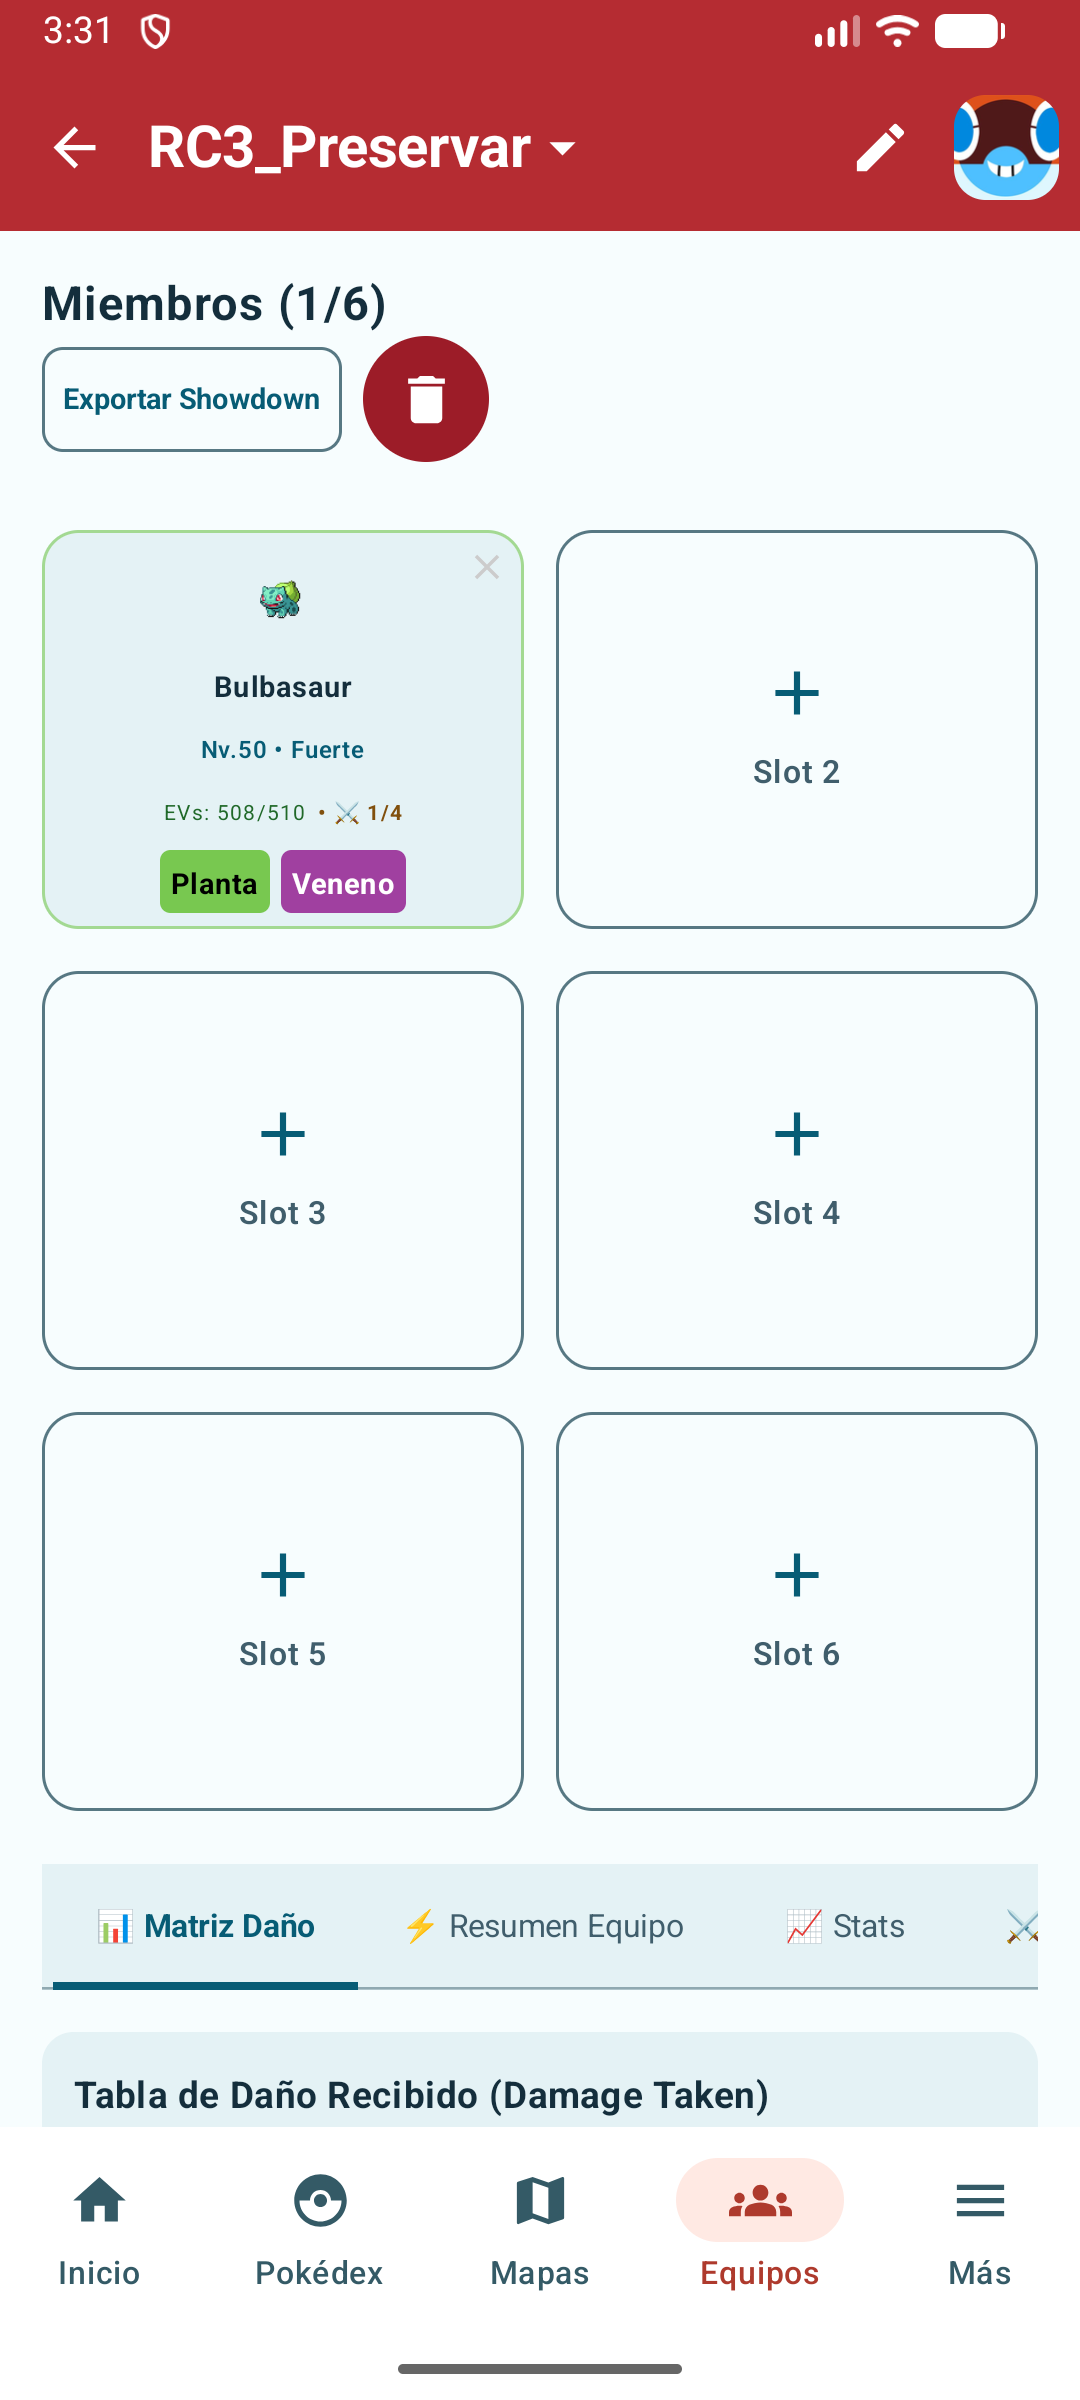 3:31
RC3_Preservar
Miembros (1/6)
Exportar Showdown
Bulbasaur
Nv.50 • Fuerte
EVs: 508/510 • ⚔ 1/4
Planta Veneno
Slot 2
Slot 3
Slot 4
Slot 5
Slot 6
📊 Matriz Daño ⚡ Resumen Equipo 📈 Stats ⚔
Tabla de Daño Recibido (Damage Taken)
Inicio Pokédex Mapas Equipos Más